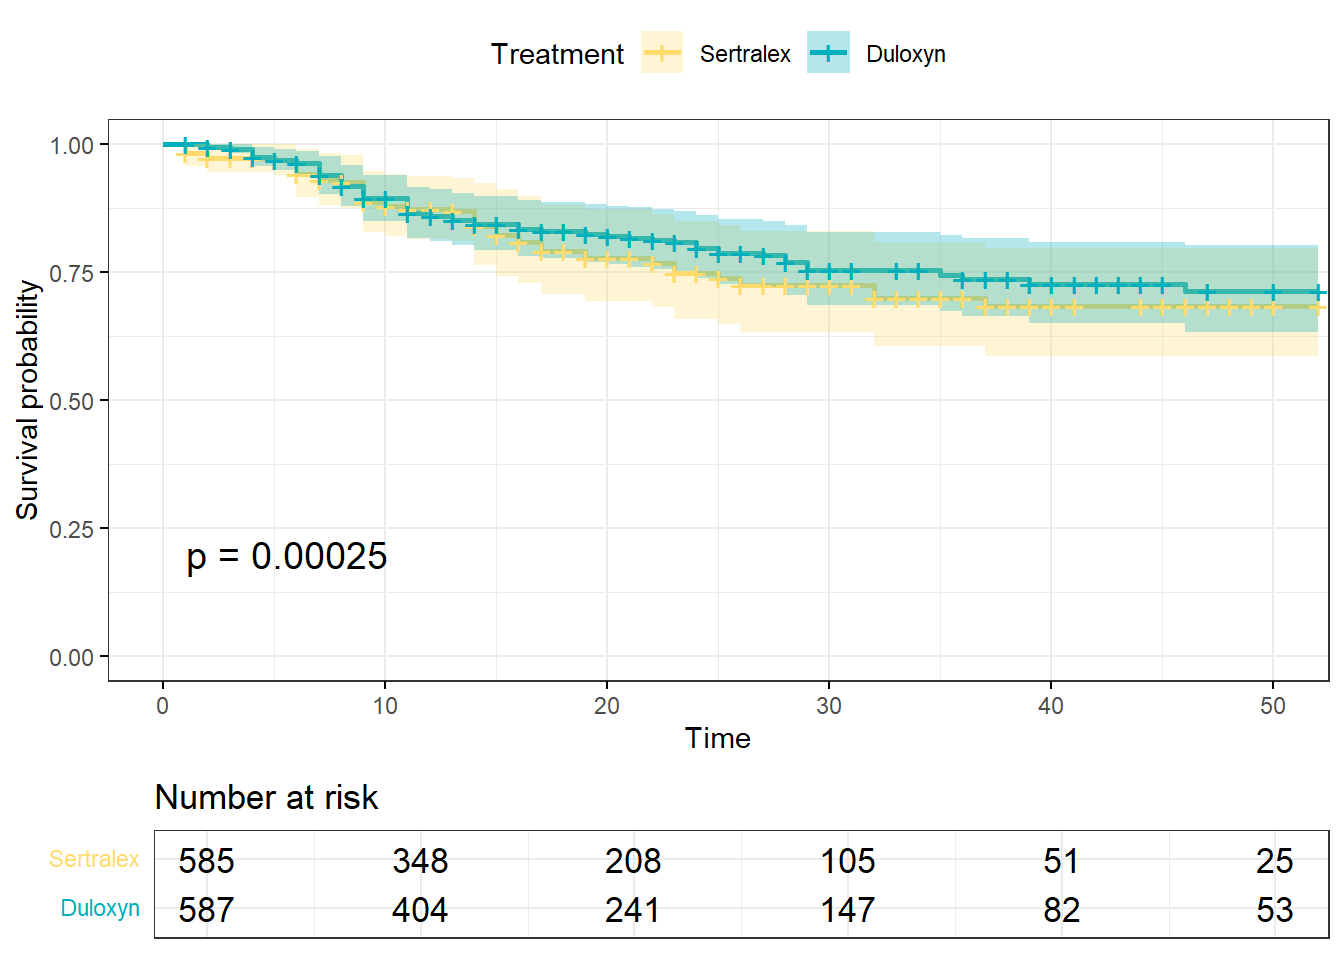 Treatment Sertralex Duloxyn
Survival probability
1.00
0.75
0.50
0.25
0.00
p = 0.00025
0 10 20 30 40 50
Time
Number at risk
Sertralex 585 348 208 105 51 25
Duloxyn 587 404 241 147 82 53